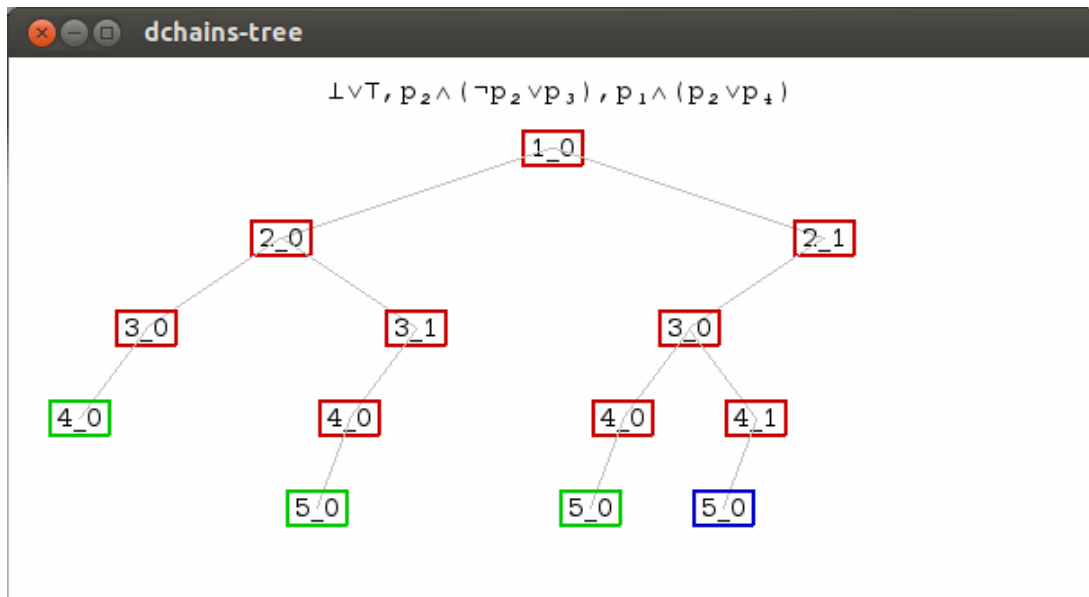 dchains-tree
⊥∨⊤,p₂∧(¬p₂∨p₃),p₁∧(p₂∨p₄)
1_0
2_0 2_1
3_0 3_1 3_0
4_0 4_0 4_0 4_1
5_0 5_0 5_0